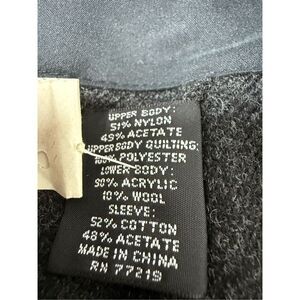 UPPER BODY:
51% NYLON
49% ACETATE
UPPER BODY QUILTING:
100% POLYESTER
LOWER BODY:
90% ACRYLIC
10% WOOL
SLEEVE:
52% COTTON
48% ACETATE
MADE IN CHINA
RN 77219